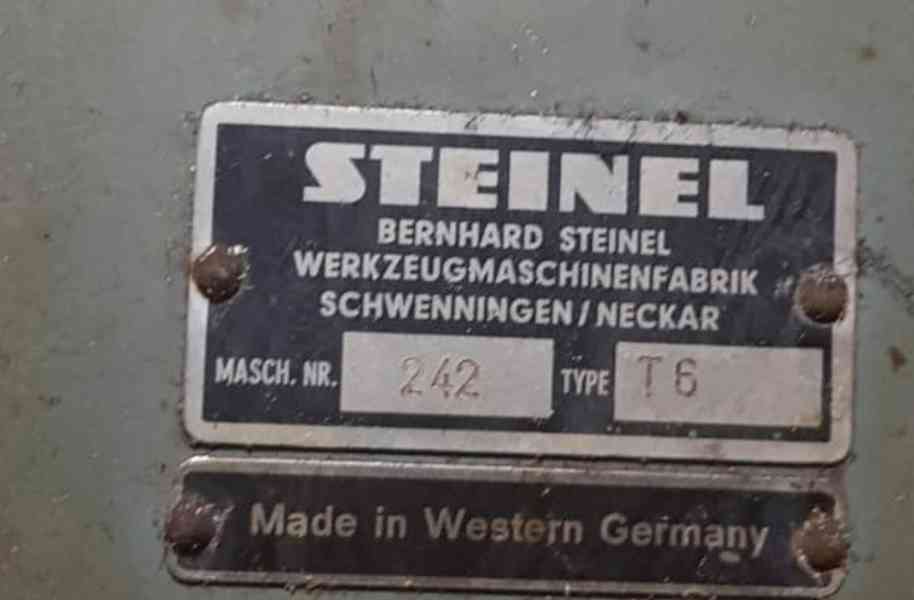 STEINEL
BERNHARD STEINEL
WERKZEUGMASCHINENFABRIK
SCHWENNINGEN/NECKAR
MASCH. NR. 242 TYPE T6
Made in Western Germany